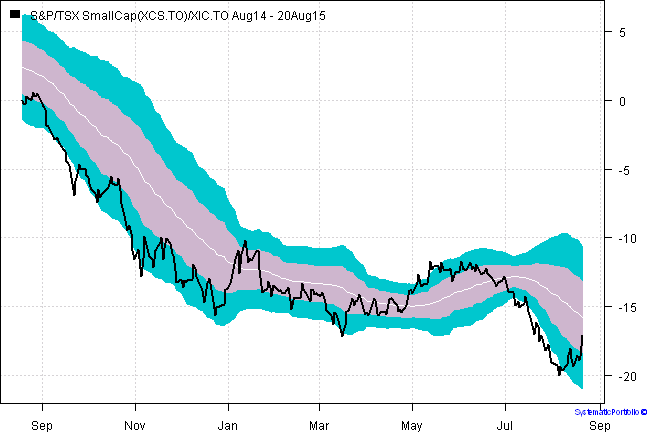 S&P/TSX SmallCap(XCS.TO)/XIC.TO Aug14 - 20Aug15
5
0
-5
-10
-15
-20
Sep Nov Jan Mar May Jul Sep
SystematicPortfolio ©